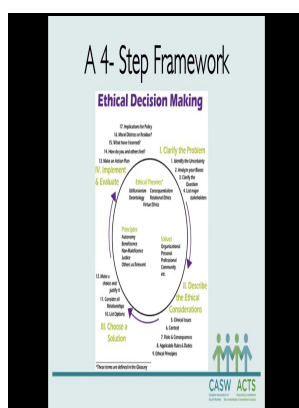 A 4- Step Framework
Ethical Decision Making
17. Implications for Policy
16. Moral Distress or Residue?
15. What have I learned?
14. How do you and others feel?
13. Make an Action Plan
IV. Implement
& Evaluate
I. Clarify the Problem
1. Identify the Uncertainty
2. Analyze your Biases
3. Clarify the
Question
4. List major
stakeholders
Ethical Theories*
Utilitarianism Consequentialism
Deontology Relational Ethics
Virtue Ethics
Principles
Autonomy
Beneficence
Non-Maleficence
Justice
Others as Relevant
Values
Organizational
Personal
Professional
Community
etc.
II. Describe
the Ethical
Considerations
5. Clinical Issues
6. Context
7. Risks & Consequences
8. Applicable Rules & Duties
9. Ethical Principles
12. Make a
choice and
justify it
11. Consider all
Relationships
10. List Options
III. Choose a
Solution
*These terms are defined in the Glossary
CASW ACTS